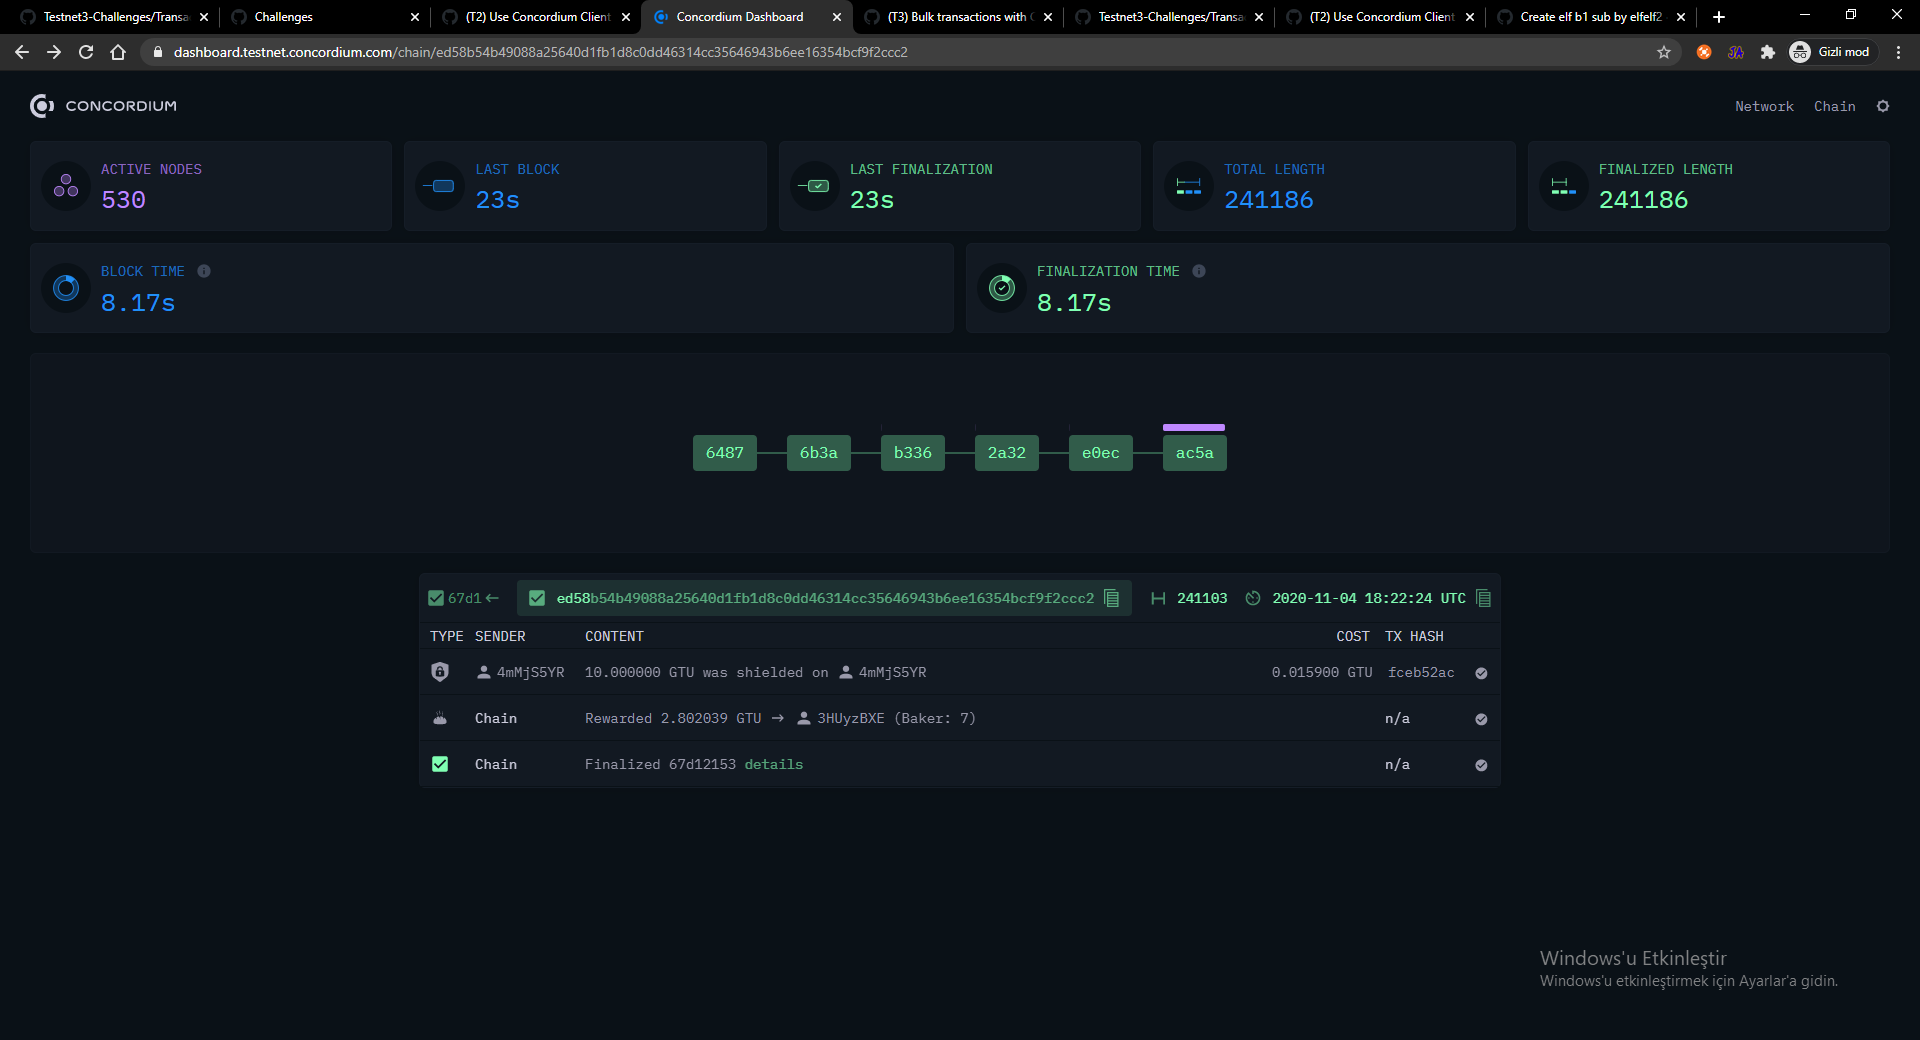 Testnet3-Challenges/Transa
Challenges
(T2) Use Concordium Client
Concordium Dashboard
(T3) Bulk transactions with
Testnet3-Challenges/Transa
(T2) Use Concordium Client
Create elf b1 sub by elfelf2
dashboard.testnet.concordium.com/chain/ed58b54b49088a25640d1fb1d8c0dd46314cc35646943b6ee16354bcf9f2ccc2
Gizli mod
CONCORDIUM
Network Chain
ACTIVE NODES
530
LAST BLOCK
23s
LAST FINALIZATION
23s
TOTAL LENGTH
241186
FINALIZED LENGTH
241186
BLOCK TIME
8.17s
FINALIZATION TIME
8.17s
6487 6b3a b336 2a32 e0ec ac5a
67d1 ← ed58b54b49088a25640d1fb1d8c0dd46314cc35646943b6ee16354bcf9f2ccc2 241103 2020-11-04 18:22:24 UTC
TYPE SENDER CONTENT COST TX HASH
4mMjS5YR 10.000000 GTU was shielded on 4mMjS5YR 0.015900 GTU fceb52ac
Chain Rewarded 2.802039 GTU → 3HUyzBXE (Baker: 7) n/a
Chain Finalized 67d12153 details n/a
Windows'u Etkinleştir
Windows'u etkinleştirmek için Ayarlar'a gidin.